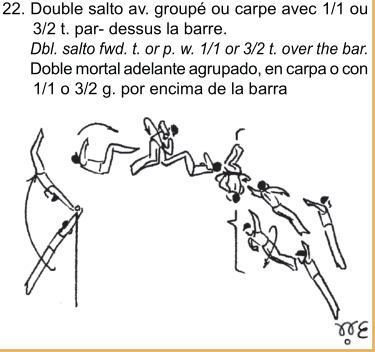 22. Double salto av. groupé ou carpe avec 1/1 ou
3/2 t. par- dessus la barre.
Dbl. salto fwd. t. or p. w. 1/1 or 3/2 t. over the bar.
Doble mortal adelante agrupado, en carpa o con
1/1 o 3/2 g. por encima de la barra